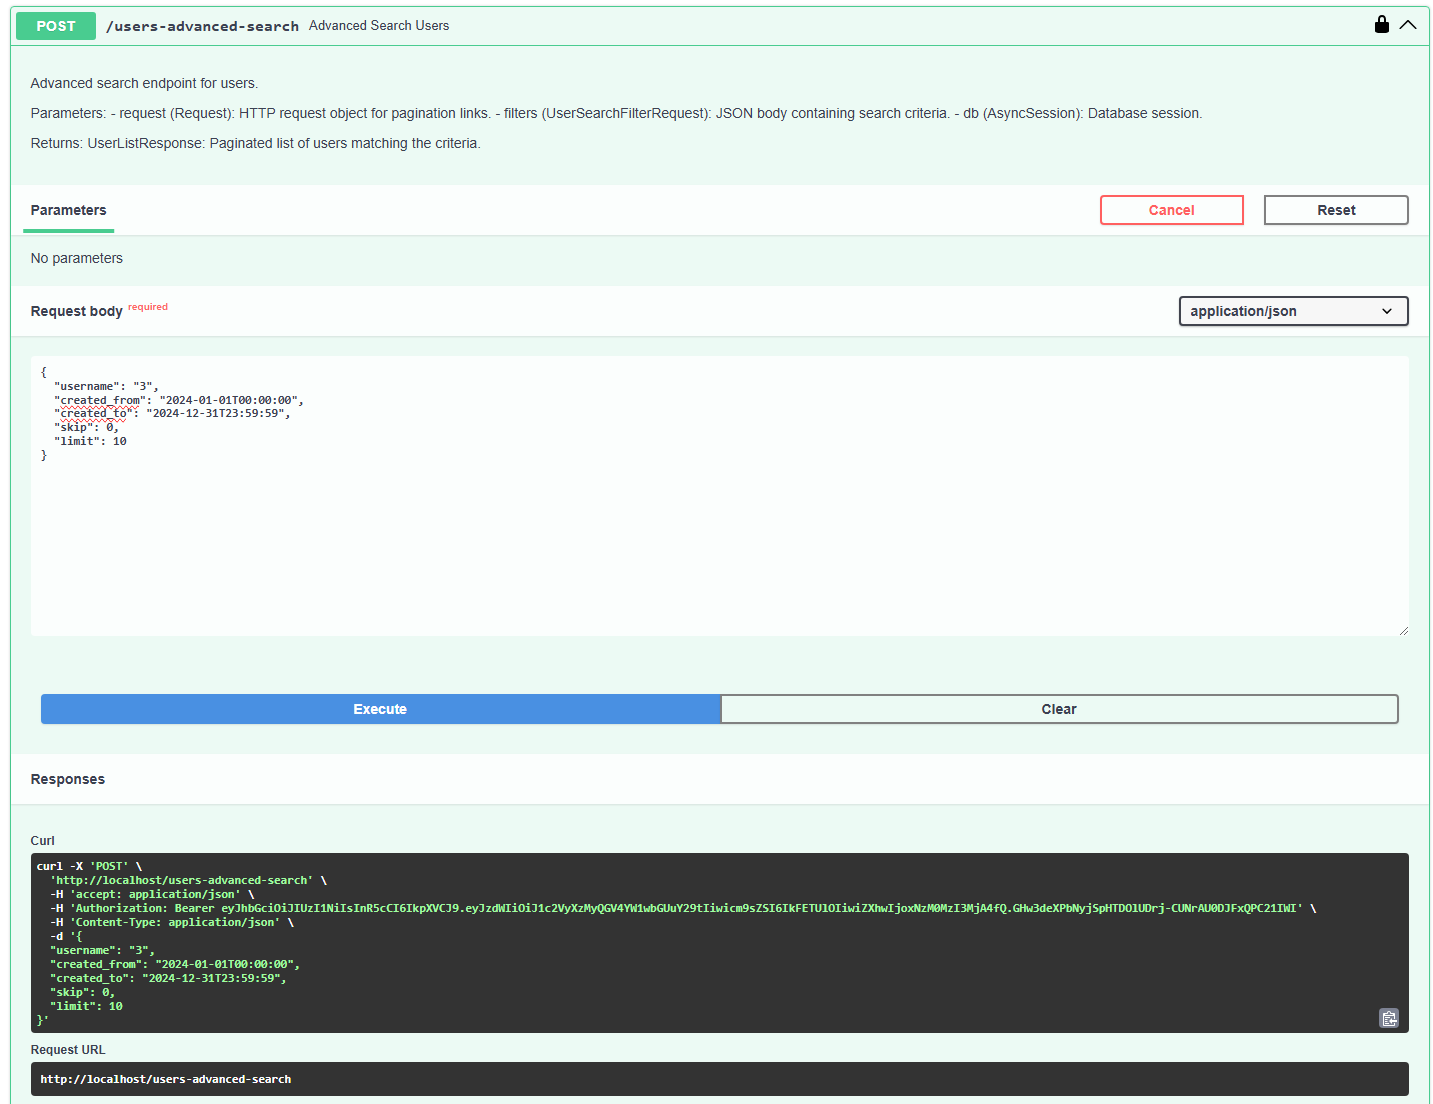 POST /users-advanced-search Advanced Search Users
Advanced search endpoint for users.
Parameters: - request (Request): HTTP request object for pagination links. - filters (UserSearchFilterRequest): JSON body containing search criteria. - db (AsyncSession): Database session.
Returns: UserListResponse: Paginated list of users matching the criteria.
Parameters Cancel Reset
No parameters
Request body required application/json
{
"username": "3",
"created_from": "2024-01-01T00:00:00",
"created_to": "2024-12-31T23:59:59",
"skip": 0,
"limit": 10
}
Execute Clear
Responses
Curl
curl -X 'POST' \
'http://localhost/users-advanced-search' \
-H 'accept: application/json' \
-H 'Authorization: Bearer eyJhbGciOiJIUzI1NiIsInR5cCI6IkpXVCJ9.eyJzdWIiOiJ1c2VyXzMyQGV4YW1wbGUuY29tIiwicm9sZSI6IkFETUlOIiwiZXhwIjoxNzM0MzI3MjA4fQ.GHw3deXPbNyjSpHTDOlUDrj-CUNrAU0DJFxQPC21IWI' \
-H 'Content-Type: application/json' \
-d '{
"username": "3",
"created_from": "2024-01-01T00:00:00",
"created_to": "2024-12-31T23:59:59",
"skip": 0,
"limit": 10
}'
Request URL
http://localhost/users-advanced-search